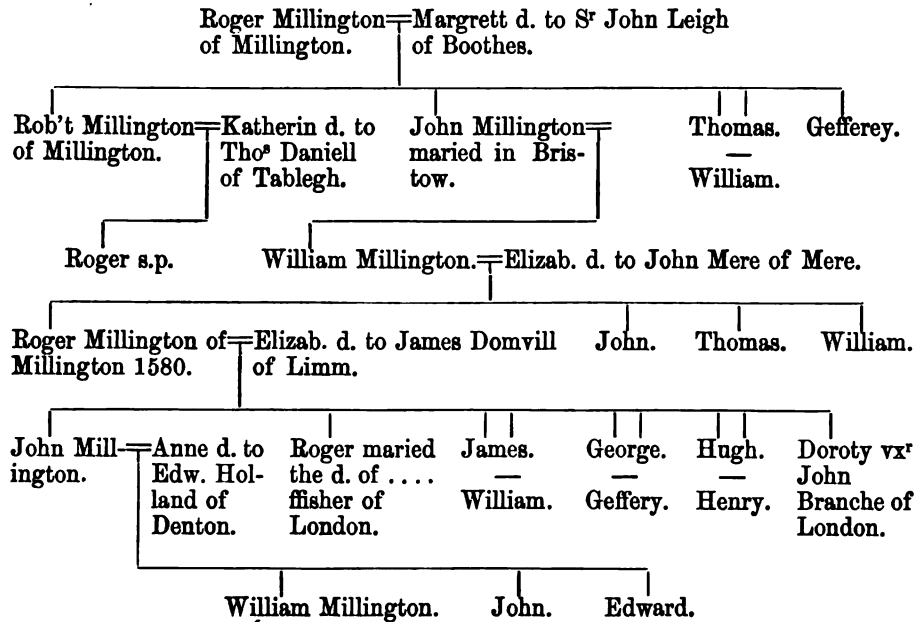 Roger Millington Margrett d. to Sʳ John Leigh
of Millington. of Boothes.
Rob't Millington Katherin d. to John Millington Thomas. Gefferey.
of Millington. Thoˢ Daniell maried in Bris-
of Tablegh. tow. William.
Roger s.p. William Millington. Elizab. d. to John Mere of Mere.
Roger Millington of Elizab. d. to James Domvill John. Thomas. William.
Millington 1580. of Limm.
John Mill- Anne d. to Roger maried James. George. Hugh. Doroty vxʳ
ington. Edw. Hol- the d. of .... John
land of ffisher of William. Geffery. Henry. Branche of
Denton. London. London.
William Millington. John. Edward.